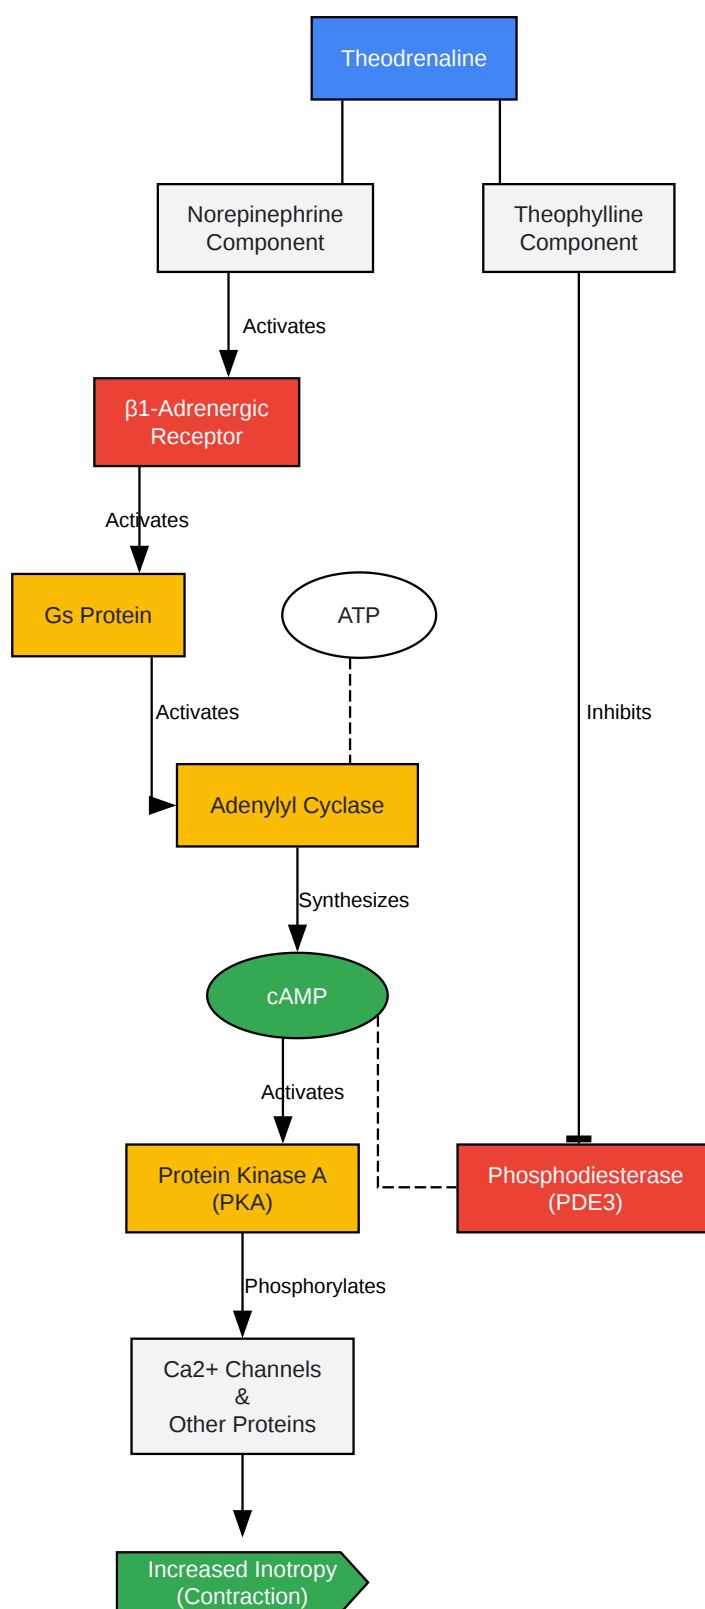 Theodrenaline
Norepinephrine
Component
Theophylline
Component
Activates
β1-Adrenergic
Receptor
Activates
Gs Protein
ATP
Activates
Inhibits
Adenylyl Cyclase
Synthesizes
cAMP
Activates
Protein Kinase A
(PKA)
Phosphodiesterase
(PDE3)
Phosphorylates
Ca2+ Channels
&
Other Proteins
Increased Inotropy
(Contraction)